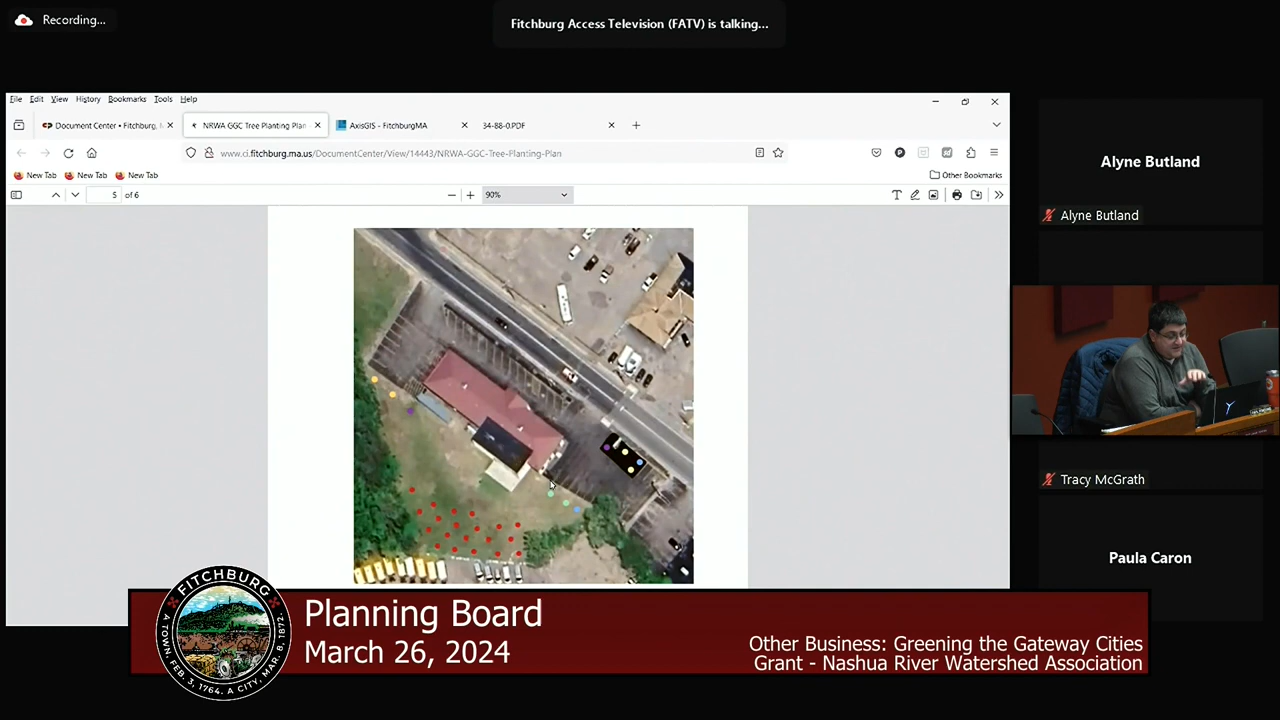 Recording...
Fitchburg Access Television (FATV) is talking...
File Edit View History Bookmarks Tools Help
Document Center • Fitchburg, M
NRWA GGC Tree Planting Plan
AxisGIS - FitchburgMA
34-88-0.PDF
www.ci.fitchburg.ma.us/DocumentCenter/View/14443/NRWA-GGC-Tree-Planting-Plan
New Tab New Tab New Tab Other Bookmarks
5 of 6 90%
Alyne Butland
Alyne Butland
Tracy McGrath
Paula Caron
FITCHBURG
A TOWN, FEB. 3, 1764. A CITY, MAR. 8, 1872.
Planning Board
March 26, 2024
Other Business: Greening the Gateway Cities
Grant - Nashua River Watershed Association